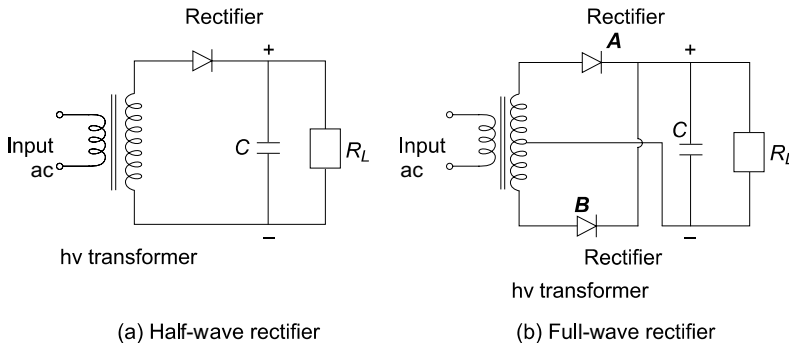 Rectifier
+
Input
ac
C
R_L
–
hv transformer
(a) Half-wave rectifier
Rectifier
A
+
Input
ac
C
R_L
B
–
Rectifier
hv transformer
(b) Full-wave rectifier